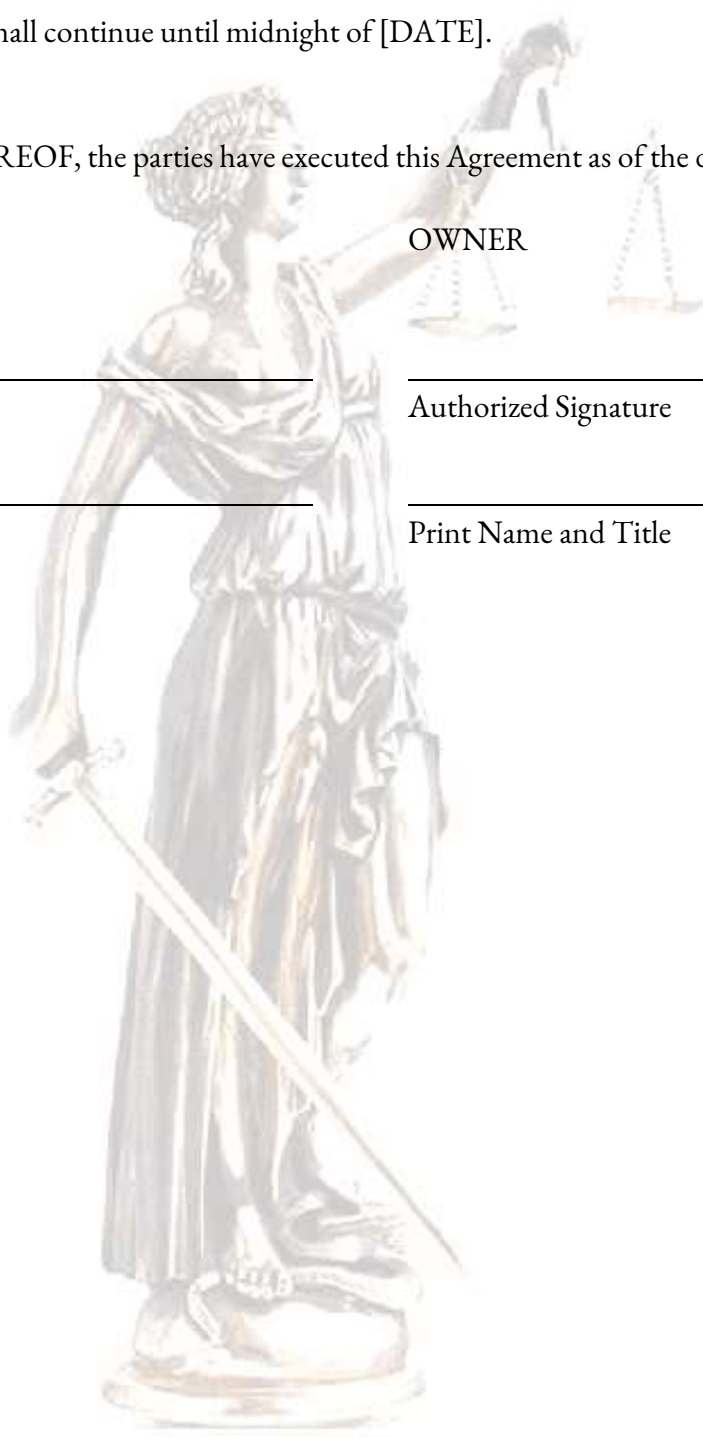 hall continue until midnight of [DATE].
REOF, the parties have executed this Agreement as of the
OWNER
Authorized Signature
Print Name and Title